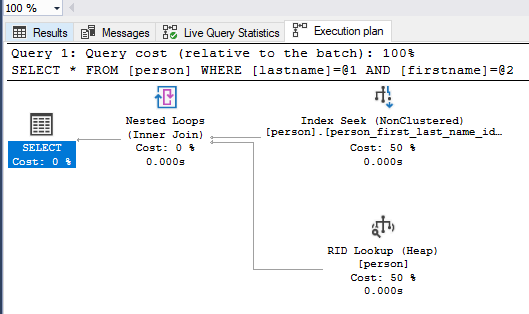 100 %
Results Messages Live Query Statistics Execution plan
Query 1: Query cost (relative to the batch): 100%
SELECT * FROM [person] WHERE [lastname]=@1 AND [firstname]=@2
SELECT
Cost: 0 %
Nested Loops
(Inner Join)
Cost: 0 %
0.000s
Index Seek (NonClustered)
[person].[person_first_last_name_id…
Cost: 50 %
0.000s
RID Lookup (Heap)
[person]
Cost: 50 %
0.000s